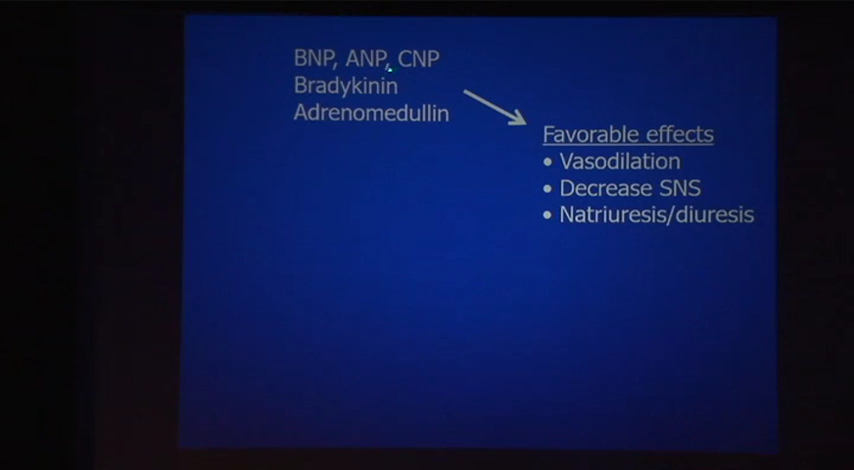 BNP, ANP, CNP
Bradykinin
Adrenomedullin
Favorable effects
• Vasodilation
• Decrease SNS
• Natriuresis/diuresis